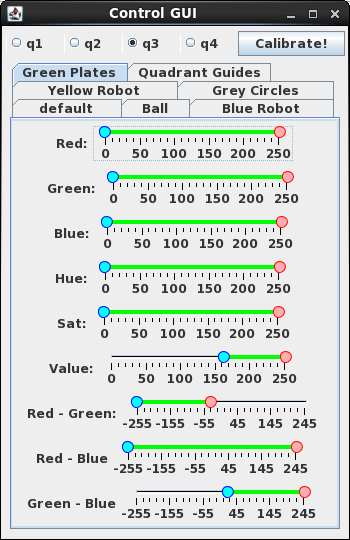 Control GUI
q1 q2 q3 q4 Calibrate!
Green Plates Quadrant Guides
Yellow Robot Grey Circles
default Ball Blue Robot
Red:
0 50 100 150 200 250
Green:
0 50 100 150 200 250
Blue:
0 50 100 150 200 250
Hue:
0 50 100 150 200 250
Sat:
0 50 100 150 200 250
Value:
0 50 100 150 200 250
Red - Green:
-255 -155 -55 45 145 245
Red - Blue
-255 -155 -55 45 145 245
Green - Blue
-255 -155 -55 45 145 245